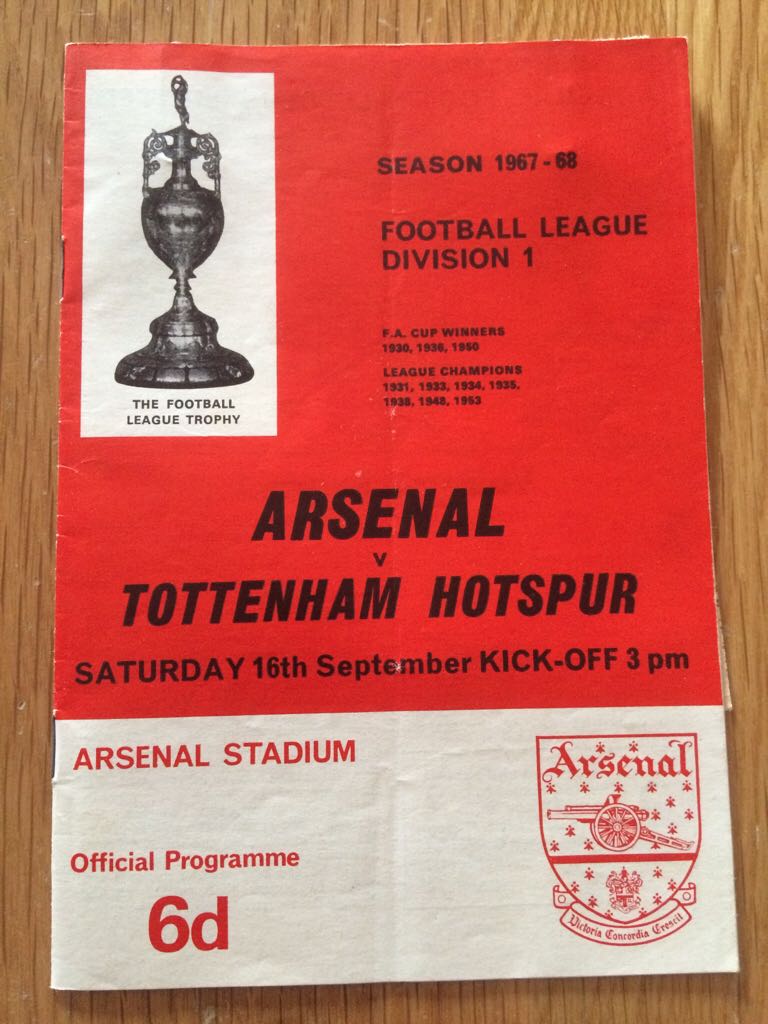 THE FOOTBALL
LEAGUE TROPHY
SEASON 1967-68
FOOTBALL LEAGUE
DIVISION 1
F.A. CUP WINNERS
1930, 1936, 1950
LEAGUE CHAMPIONS
1931, 1933, 1934, 1935,
1938, 1948, 1953
ARSENAL
v
TOTTENHAM HOTSPUR
SATURDAY 16th September KICK-OFF 3 pm
ARSENAL STADIUM
Official Programme
6d
Arsenal
Victoria Concordia Crescit